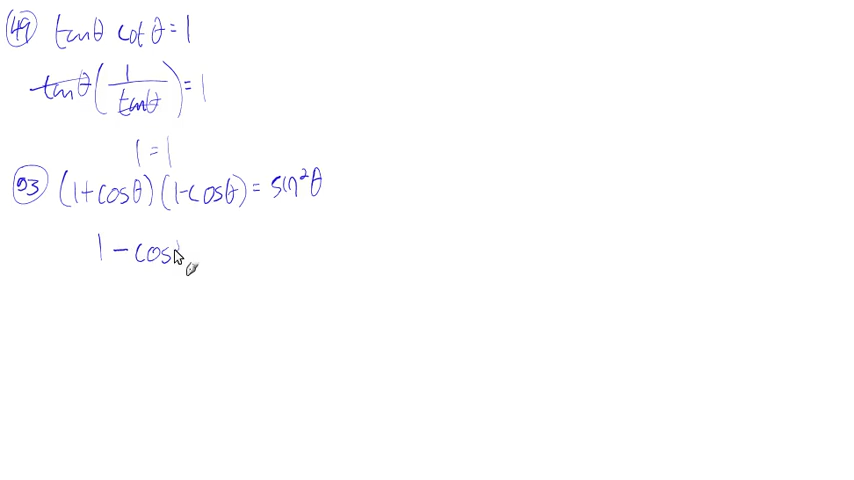 49 tanθ cotθ = 1
tanθ (1/tanθ) = 1
1 = 1
93 (1+cosθ)(1-cosθ) = sin²θ
1 - cos